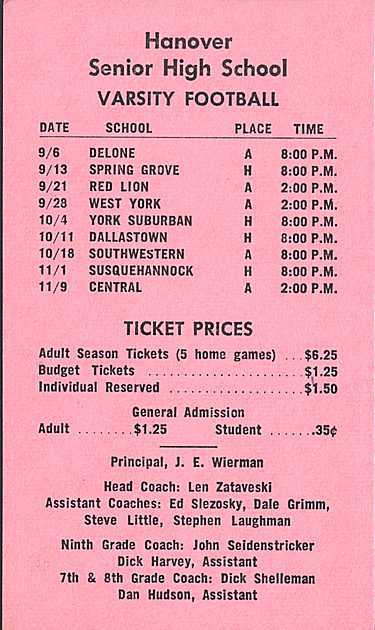 Hanover
Senior High School
VARSITY FOOTBALL
DATE SCHOOL PLACE TIME
9/6 DELONE A 8:00 P.M.
9/13 SPRING GROVE H 8:00 P.M.
9/21 RED LION A 2:00 P.M.
9/28 WEST YORK A 2:00 P.M.
10/4 YORK SUBURBAN H 8:00 P.M.
10/11 DALLASTOWN H 8:00 P.M.
10/18 SOUTHWESTERN A 8:00 P.M.
11/1 SUSQUEHANNOCK H 8:00 P.M.
11/9 CENTRAL A 2:00 P.M.
TICKET PRICES
Adult Season Tickets (5 home games) ...$6.25
Budget Tickets ......................$1.25
Individual Reserved .................$1.50
General Admission
Adult ........$1.25 Student .......35¢
Principal, J. E. Wierman
Head Coach: Len Zataveski
Assistant Coaches: Ed Slezosky, Dale Grimm,
Steve Little, Stephen Laughman
Ninth Grade Coach: John Seidenstricker
Dick Harvey, Assistant
7th & 8th Grade Coach: Dick Shelleman
Dan Hudson, Assistant